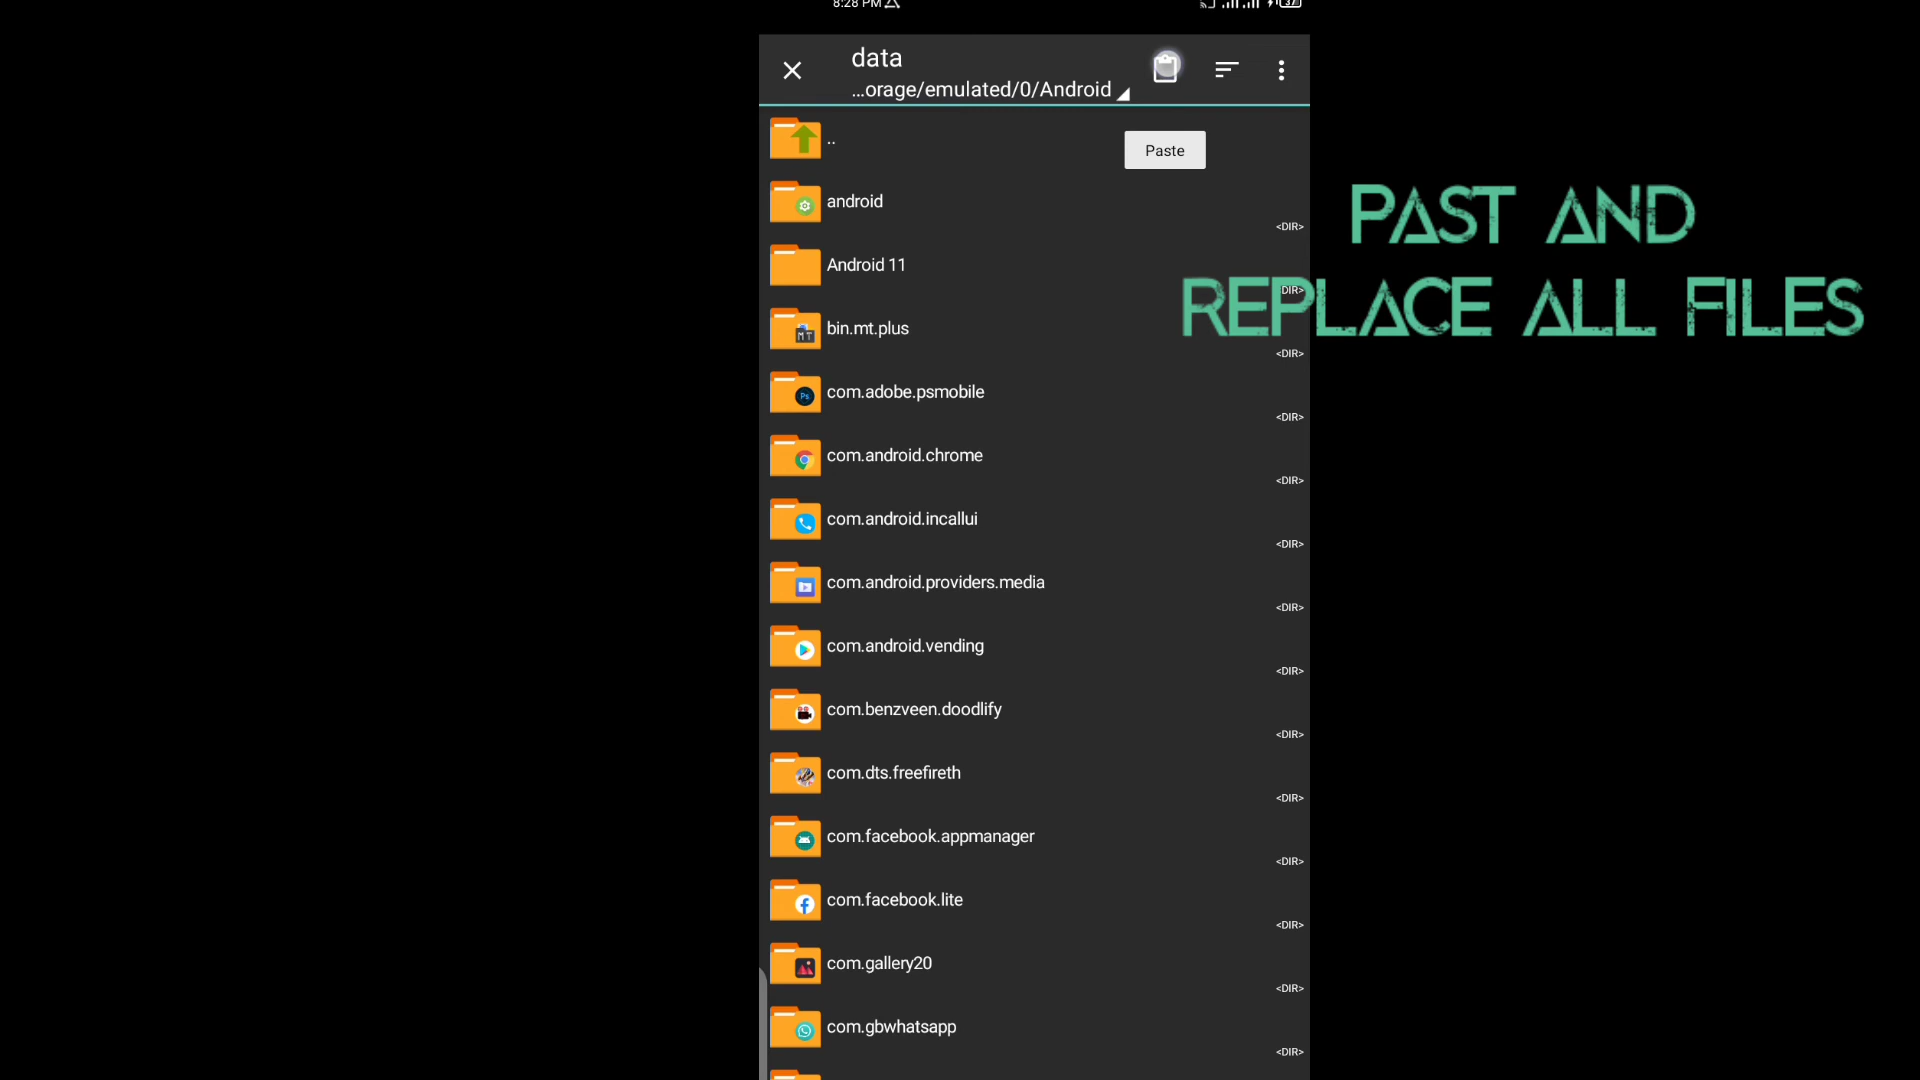 8:28 PM
37
data
...orage/emulated/0/Android
..
Paste
android
<DIR>
PAST AND
Android 11
DIR>
REPLACE ALL FILES
bin.mt.plus
<DIR>
com.adobe.psmobile
<DIR>
com.android.chrome
<DIR>
com.android.incallui
<DIR>
com.android.providers.media
<DIR>
com.android.vending
<DIR>
com.benzveen.doodlify
<DIR>
com.dts.freefireth
<DIR>
com.facebook.appmanager
<DIR>
com.facebook.lite
<DIR>
com.gallery20
<DIR>
com.gbwhatsapp
<DIR>